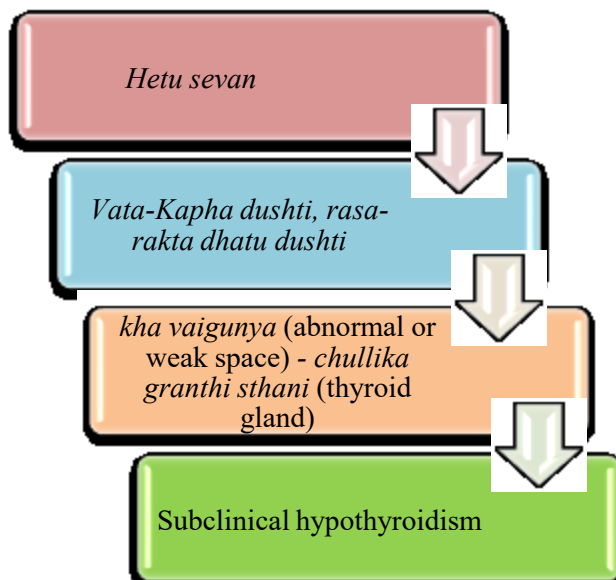 Hetu sevan
Vata-Kapha dushti, rasa-
rakta dhatu dushti
kha vaigunya (abnormal or
weak space) - chullika
granthi sthani (thyroid
gland)
Subclinical hypothyroidism